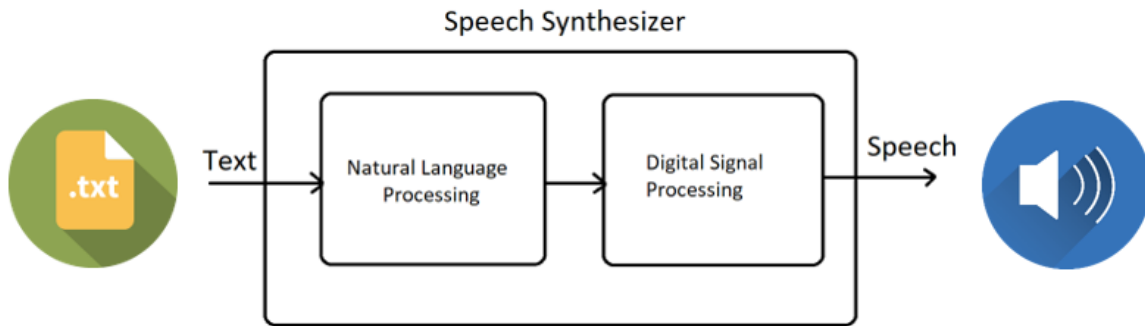 Speech Synthesizer
.txt
Text
Natural Language
Processing
Digital Signal
Processing
Speech